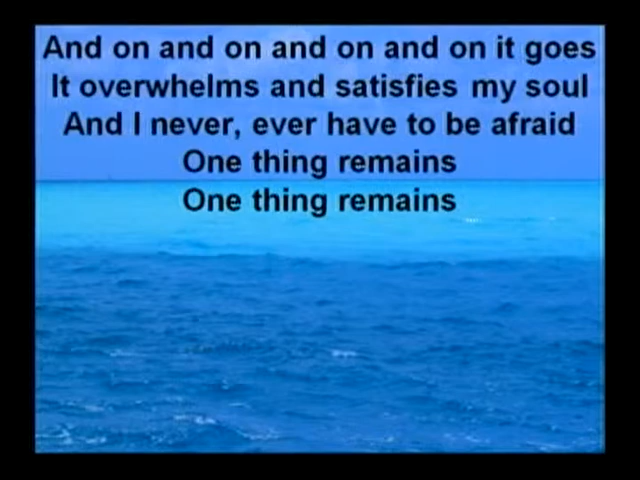 And on and on and on and on it goes
It overwhelms and satisfies my soul
And I never, ever have to be afraid
One thing remains
One thing remains